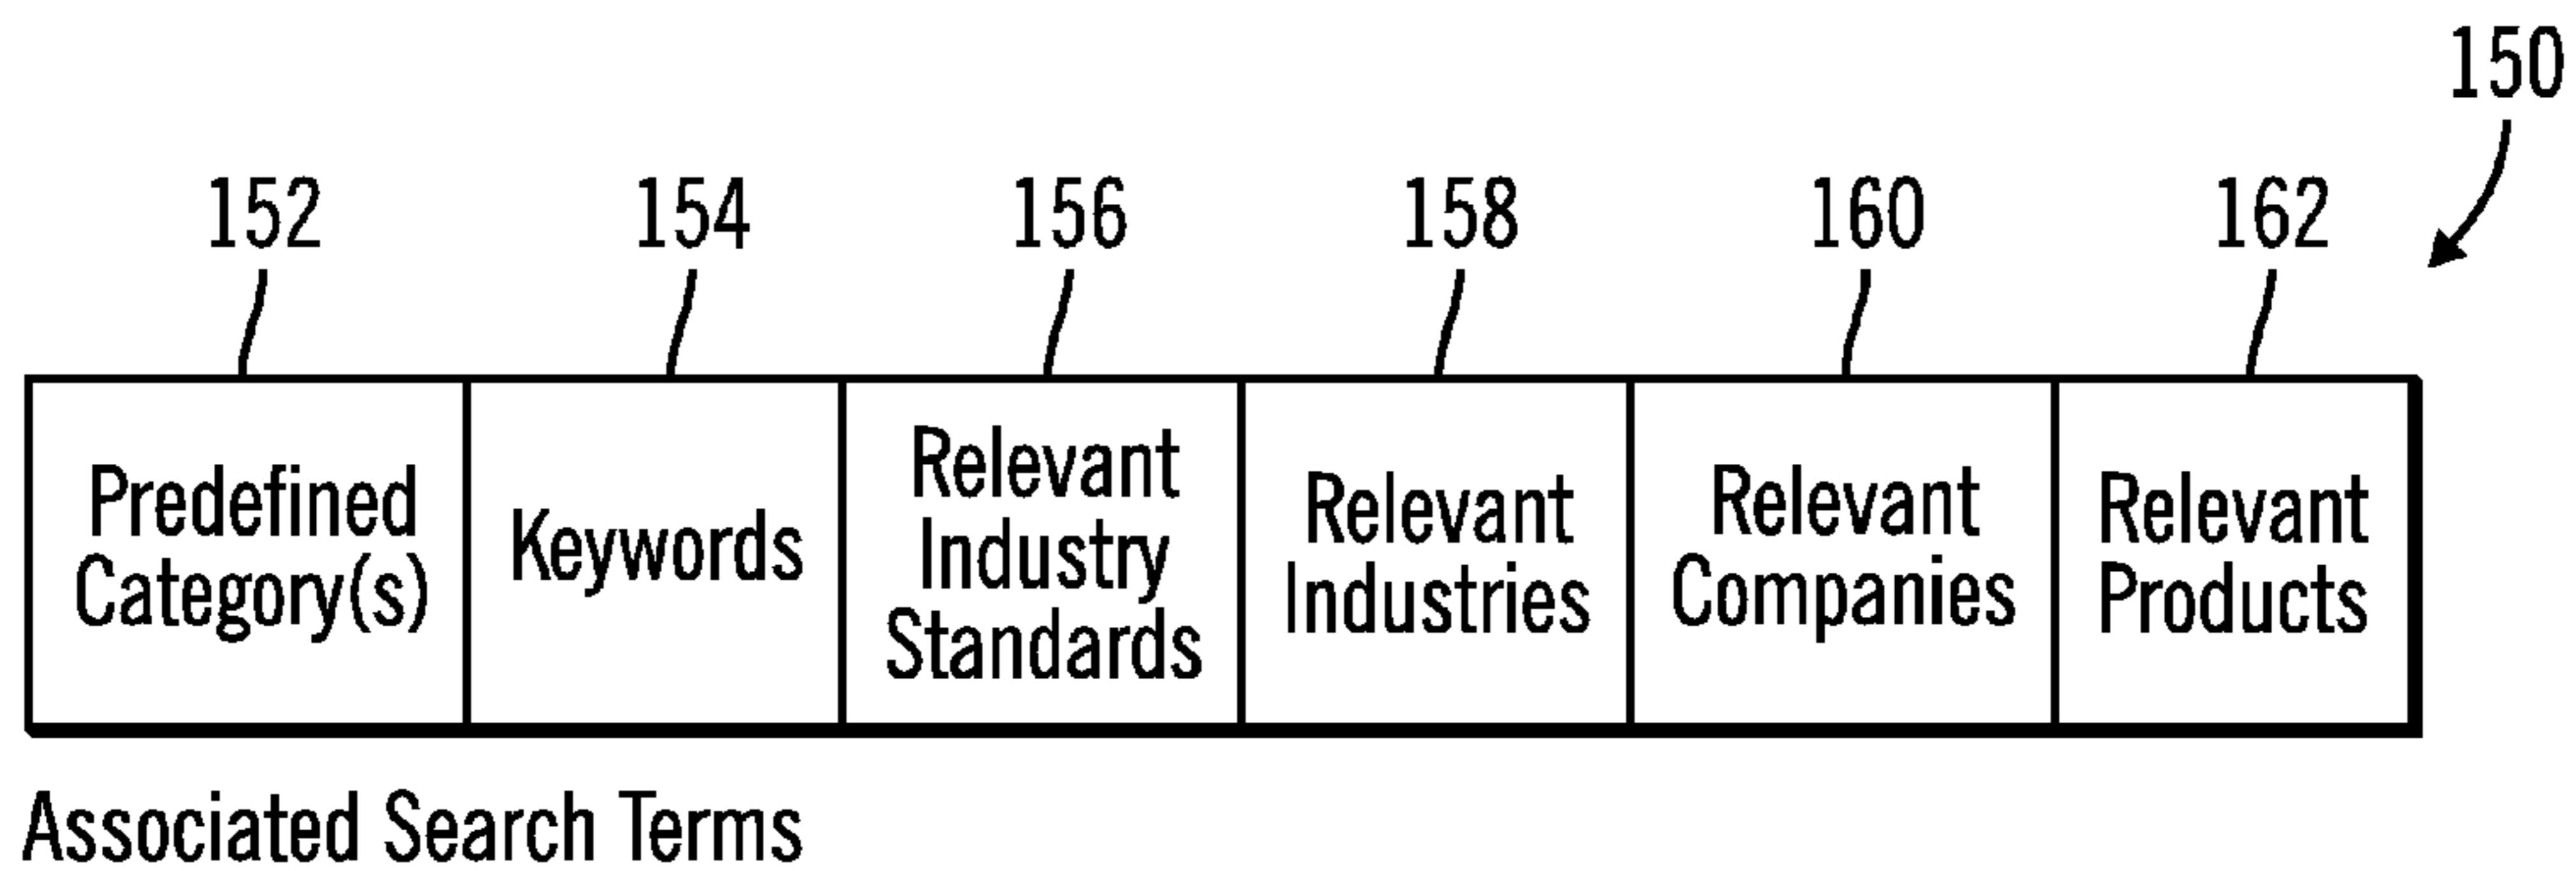 150
152 154 156 158 160 162
Predefined
Category(s)
Keywords
Relevant
Industry
Standards
Relevant
Industries
Relevant
Companies
Relevant
Products
Associated Search Terms